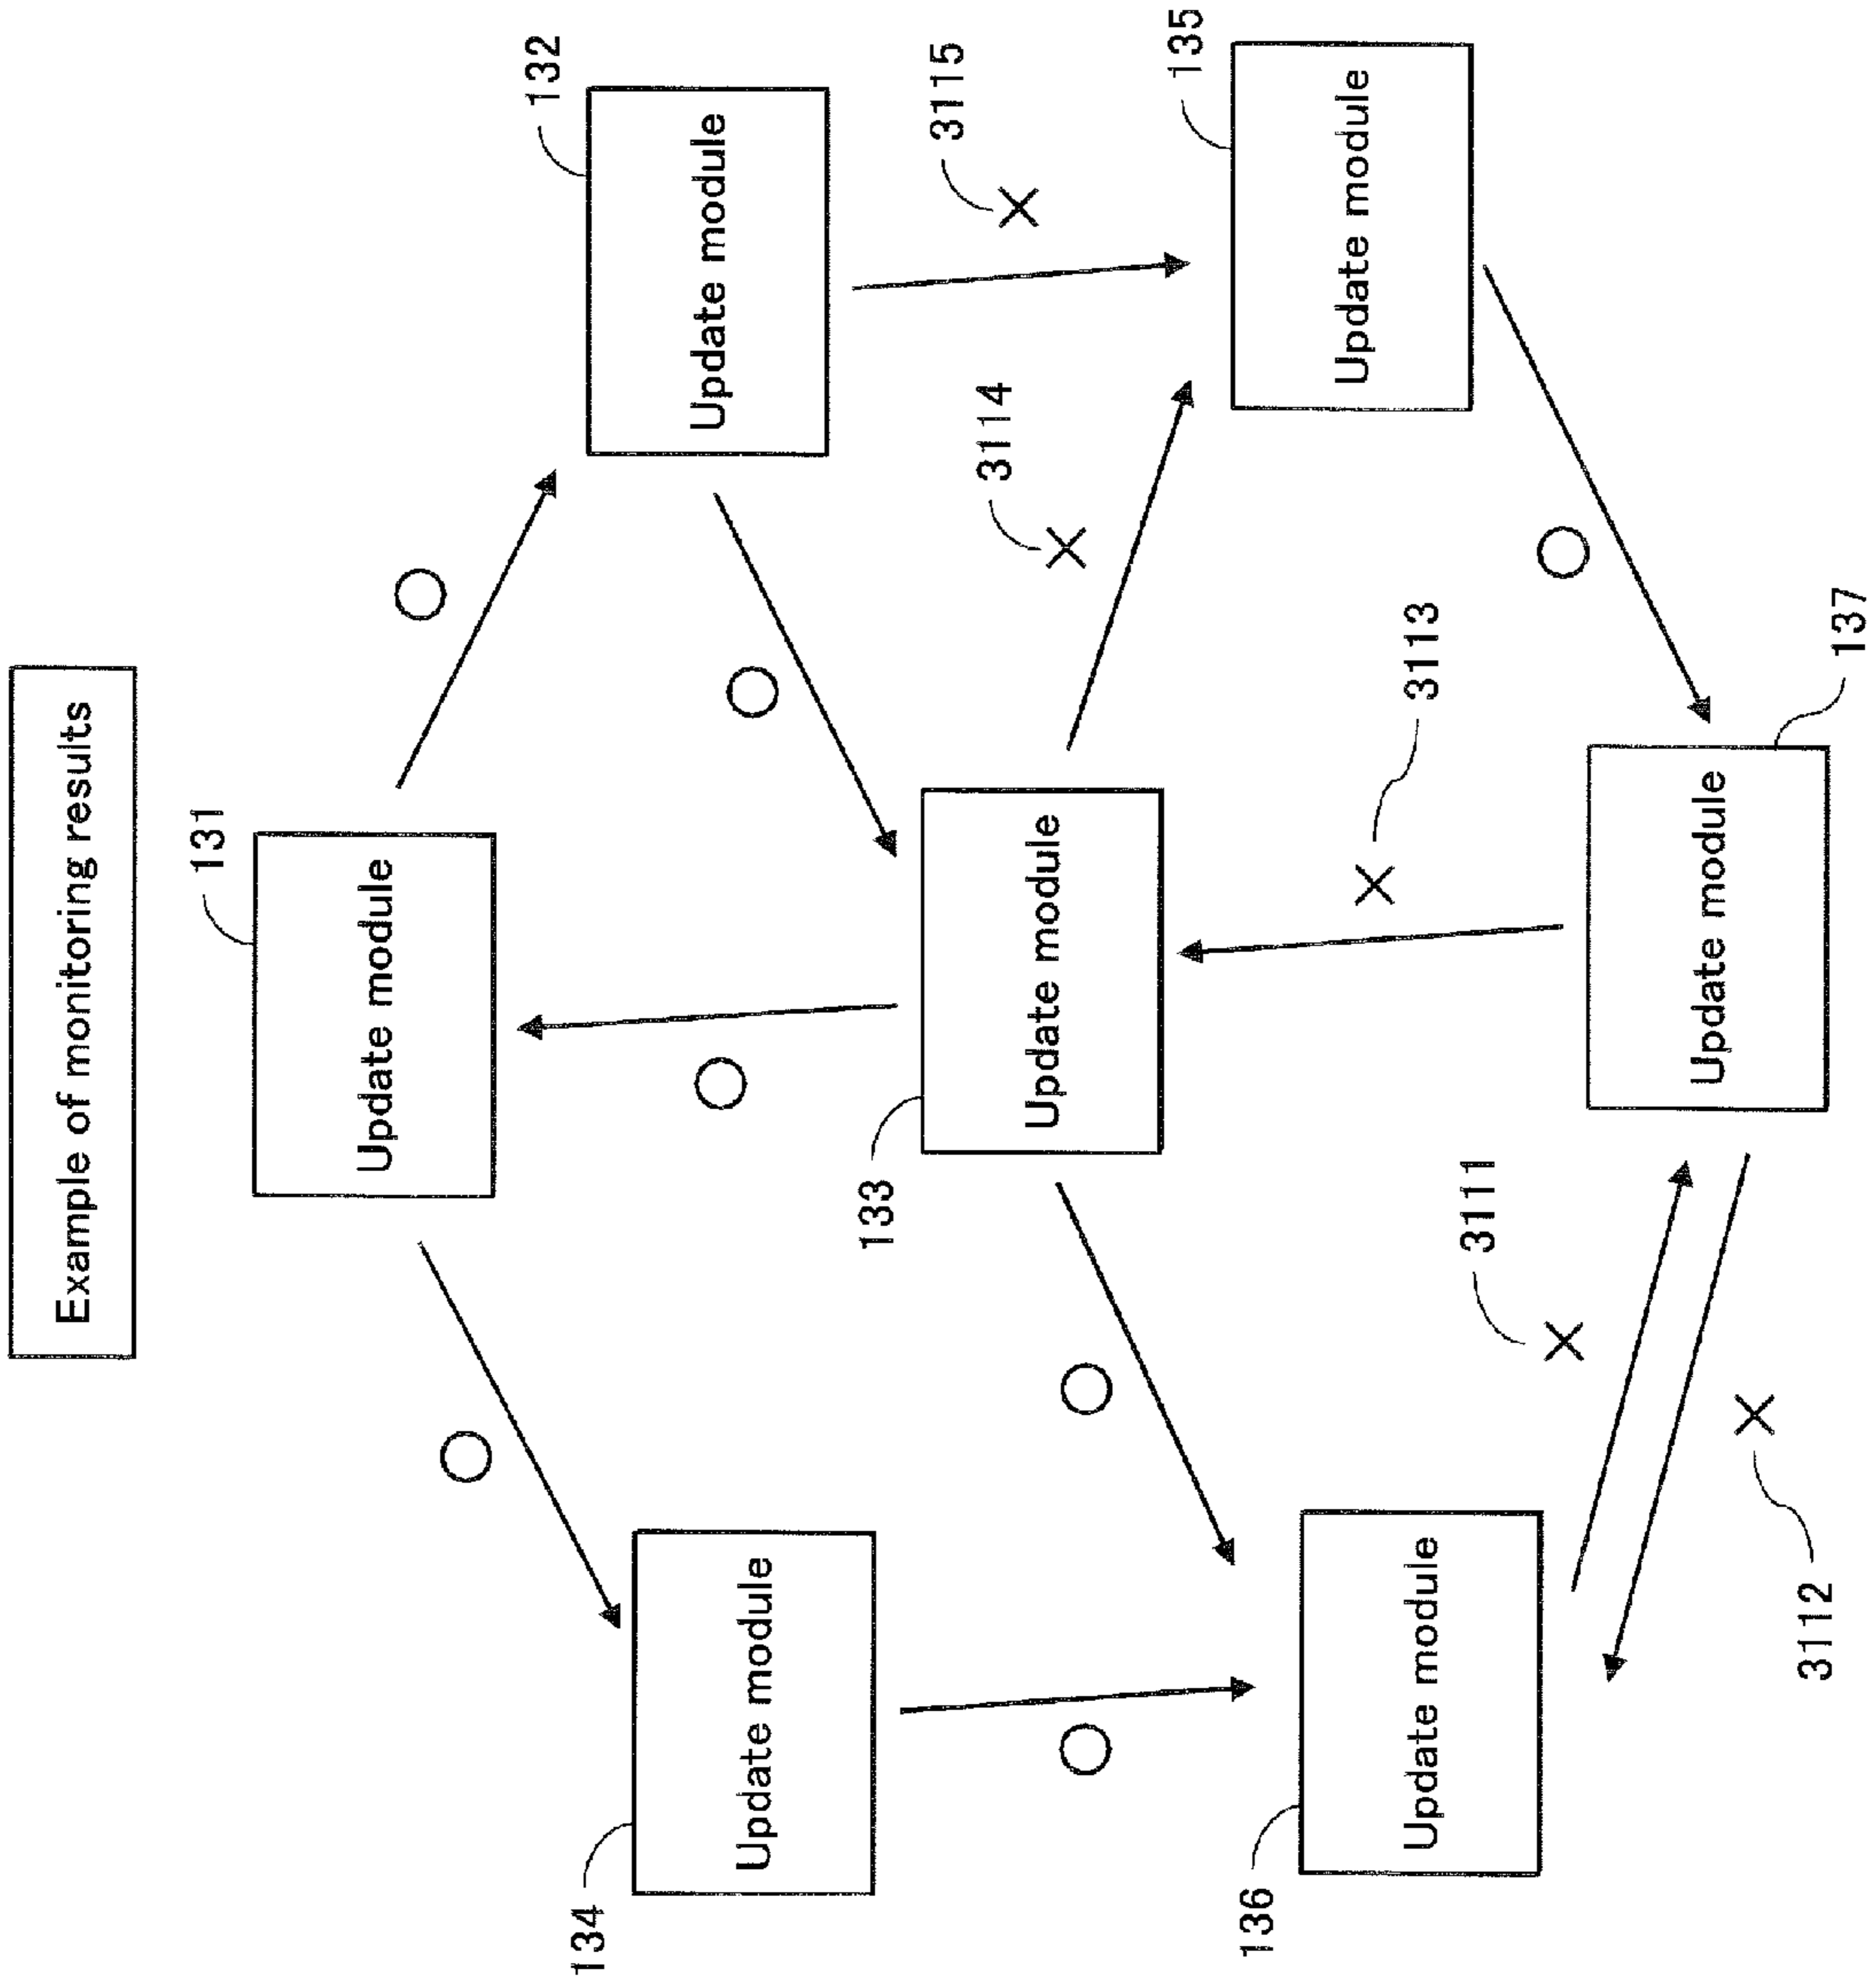 Example of monitoring results
131
Update module
134
Update module
132
Update module
133
Update module
3115
3114
136
Update module
135
Update module
3111
3113
3112
137
Update module